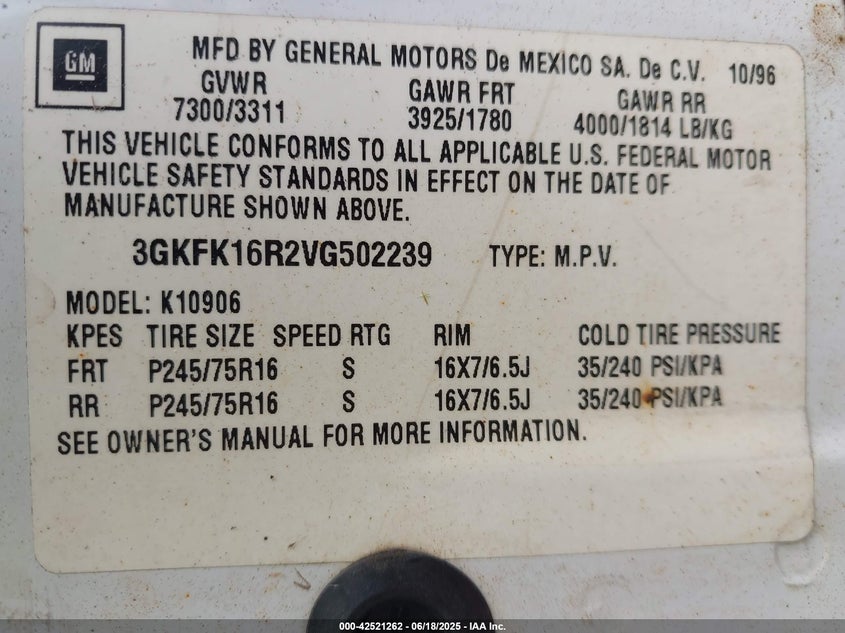 GM
MFD BY GENERAL MOTORS De MEXICO SA. De C.V. 10/96
GVWR GAWR FRT GAWR RR
7300/3311 3925/1780 4000/1814 LB/KG
THIS VEHICLE CONFORMS TO ALL APPLICABLE U.S. FEDERAL MOTOR
VEHICLE SAFETY STANDARDS IN EFFECT ON THE DATE OF
MANUFACTURE SHOWN ABOVE.
3GKFK16R2VG502239 TYPE: M.P.V.
MODEL: K10906
KPES TIRE SIZE SPEED RTG RIM COLD TIRE PRESSURE
FRT P245/75R16 S 16X7/6.5J 35/240 PSI/KPA
RR P245/75R16 S 16X7/6.5J 35/240 PSI/KPA
SEE OWNER'S MANUAL FOR MORE INFORMATION.
000-42521262 - 06/18/2025 - IAA Inc.